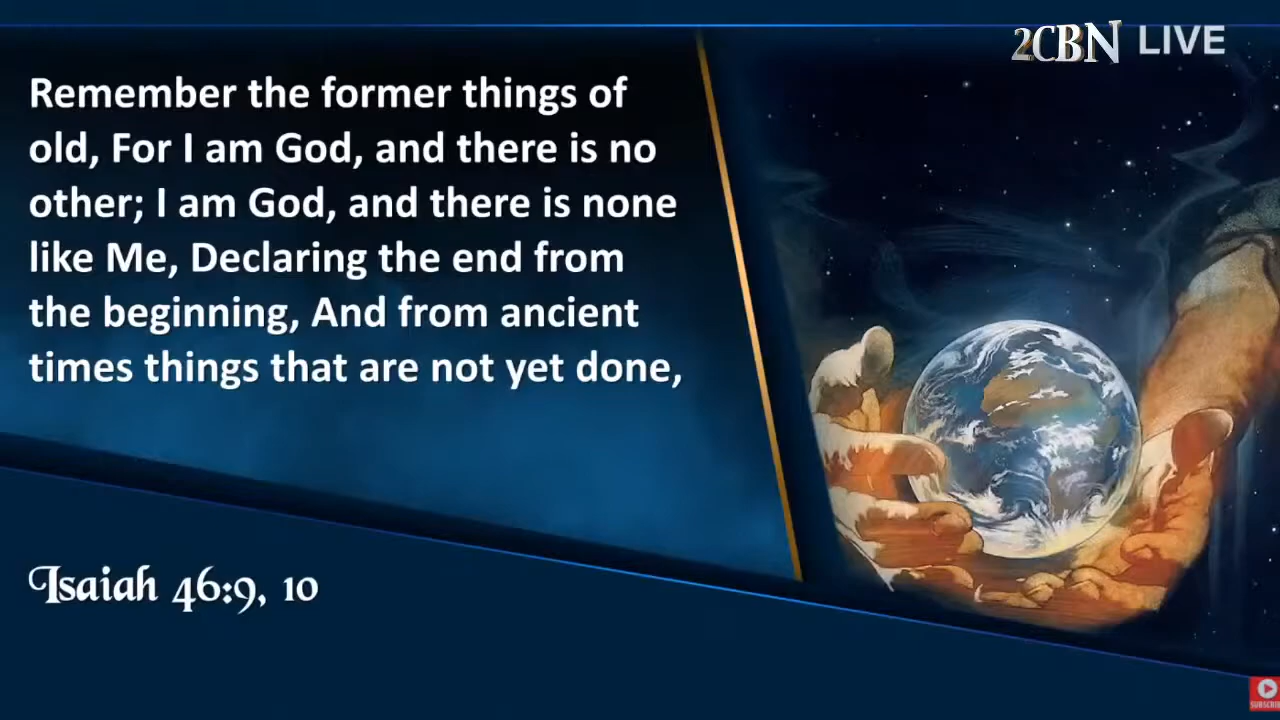 2CBN LIVE
Remember the former things of
old, For I am God, and there is no
other; I am God, and there is none
like Me, Declaring the end from
the beginning, And from ancient
times things that are not yet done,
Isaiah 46:9, 10